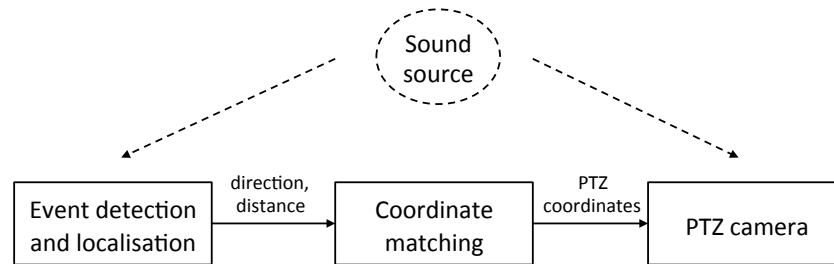 Sound
source
direction,
distance
PTZ
coordinates
Event detection
and localisation
Coordinate
matching
PTZ camera